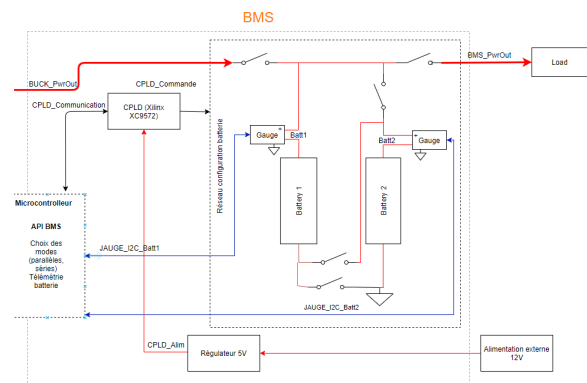 BMS
BMS_PwrOut
Load
BUCK_PwrOut
CPLD_Commande
CPLD_Communication
CPLD (Xilinx
XC9572)
Réseau configuration batterie
Gauge
+
Batt1
+
Gauge
Batt2
Battery 1
Battery 2
Microcontrolleur
API BMS
Choix des
modes
(parallèles,
séries)
Télémétrie
batterie
JAUGE_I2C_Batt1
JAUGE_I2C_Batt2
CPLD_Alim
Régulateur 5V
Alimentation externe
12V